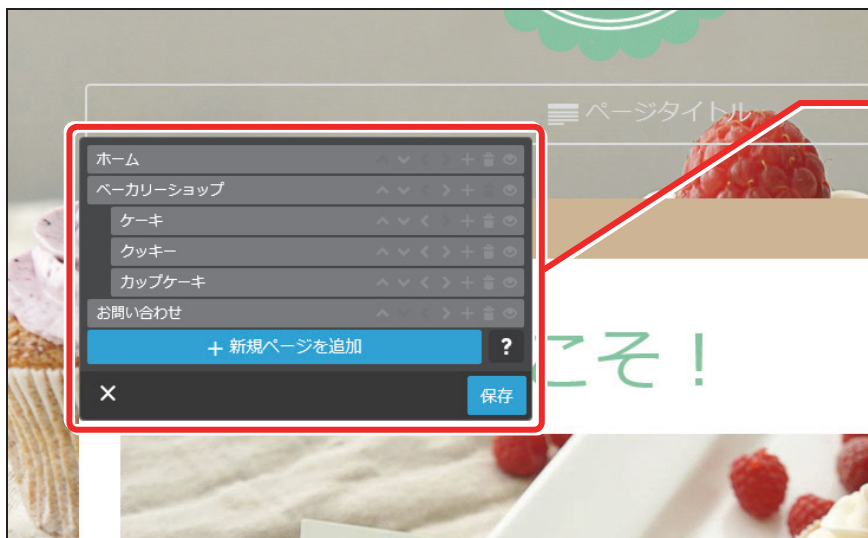 ページタイトル
ホーム
ベーカリーショップ
ケーキ
クッキー
カップケーキ
お問い合わせ
+ 新規ページを追加
?
こそ！
×
保存